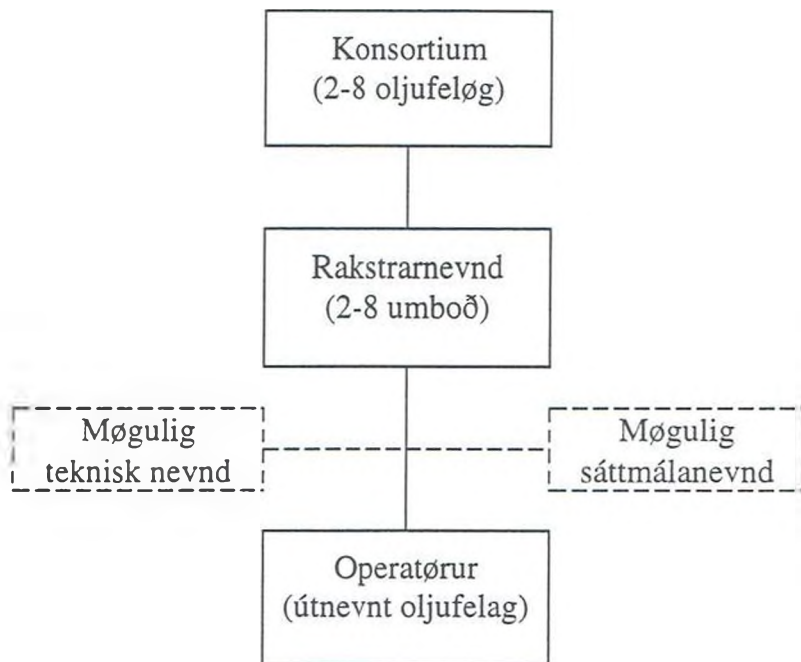 Konsortium
(2-8 oljufeløg)
Rakstrarnevnd
(2-8 umboð)
Møgulig
teknisk nevnd
Møgulig
sáttmálanevnd
Operatørur
(útnevnt oljufelag)